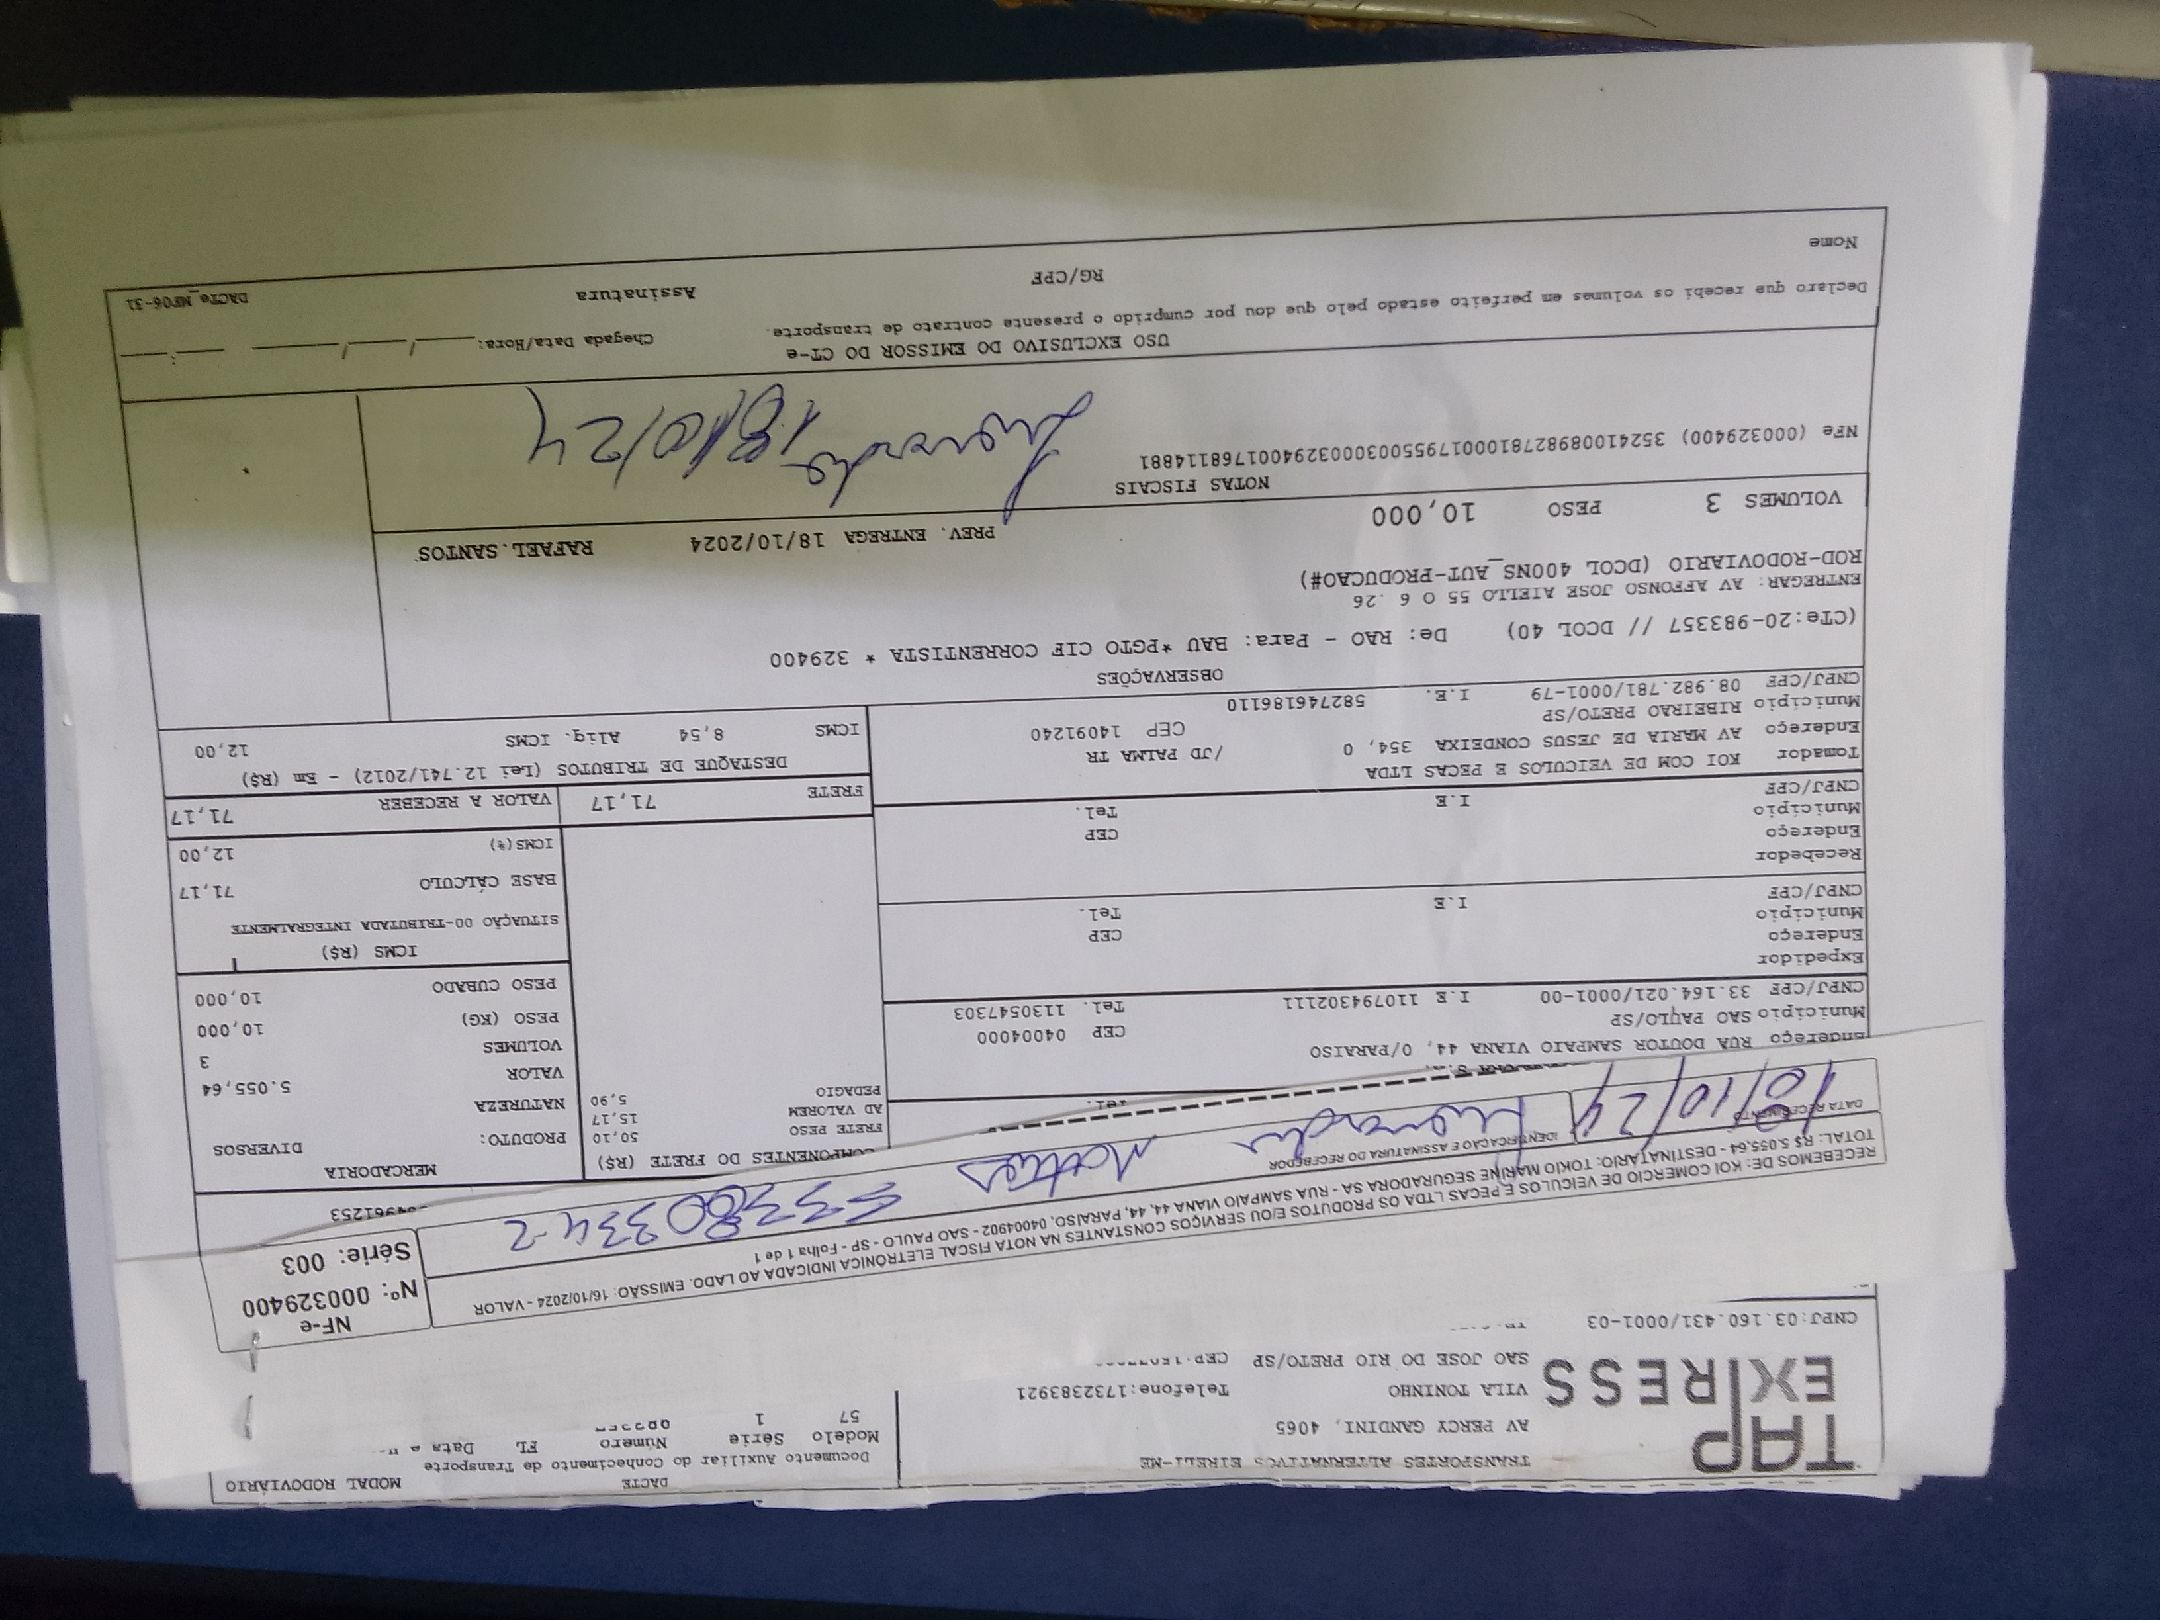 TAP
EXPRESS
TRANSPORTES ALTERNATIVOS EIRELI-ME
AV PERCY GANDINI, 4065
VILA TONINHO Telefone:1732383921
SAO JOSE DO RIO PRETO/SP
CNPJ:03.160.431/0001-03
DACTE MODAL RODOVIÁRIO
Documento Auxiliar do Conhecimento de Transporte
Modelo Série Número FL Data e
57 1
NF-e
Nº: 000329400
Série: 003
RECEBEMOS DE: KOI COMERCIO DE VEICULOS E PECAS LTDA OS PRODUTOS E/OU SERVIÇOS CONSTANTES NA NOTA FISCAL ELETRÔNICA INDICADA AO LADO. EMISSÃO: 16/10/2024 - VALOR
TOTAL: R$ 5.055,64 - DESTINATÁRIO: TOKIO MARINE SEGURADORA SA - RUA SAMPAIO VIANA 44, 44, PARAISO, 04004902 - SAO PAULO - SP - Folha 1 de 1
DATA RECEBIMENTO IDENTIFICAÇÃO E ASSINATURA DO RECEBEDOR
18/10/24
Endereço RUA DOUTOR SAMPAIO VIANA 44, 0/PARAISO CEP 04004000
Município SAO PAULO/SP Tel. 1130547303
CNPJ/CPF 33.164.021/0001-00 I.E 110794302111
Expedidor
Endereço CEP
Município Tel.
CNPJ/CPF I.E
Recebedor
Endereço CEP
Município Tel.
CNPJ/CPF I.E
Tomador KOI COM DE VEICULOS E PECAS LTDA
Endereço AV MARIA DE JESUS CONDEIXA 354, 0 /JD PALMA TR
Município RIBEIRAO PRETO/SP CEP 14091240
CNPJ/CPF 08.982.781/0001-79 I.E. 582746186110
COMPONENTES DO FRETE (R$)
FRETE PESO 50,10
AD VALOREM 15,17
PEDAGIO 5,90
FRETE 71,17
MERCADORIA
PRODUTO: DIVERSOS
NATUREZA
VALOR 5.055,64
VOLUMES 3
PESO (KG) 10,000
PESO CUBADO 10,000
ICMS (R$)
SITUAÇÃO 00-TRIBUTADA INTEGRALMENTE
BASE CÁLCULO 71,17
ICMS(%) 12,00
VALOR A RECEBER 71,17
DESTAQUE DE TRIBUTOS (Lei 12.741/2012) - Em (R$)
ICMS 8,54 Aliq. ICMS 12,00
OBSERVAÇÕES
(CTe:20-983357 // DCOL 40) De: RAO - Para: BAU *PGTO CIF CORRENTISTA * 329400
ENTREGAR: AV AFFONSO JOSE AIELLO 55 O 6 .26
ROD-RODOVIARIO (DCOL 400NS_AUT-PRODUCAO#)
VOLUMES 3 PESO 10,000 PREV. ENTREGA 18/10/2024 RAFAEL.SANTOS
NOTAS FISCAIS
NFe (000329400) 35241008982781000179550030003294001768114881
18/10/24
USO EXCLUSIVO DO EMISSOR DO CT-e
Chegada Data/Hora:
Declaro que recebi os volumes em perfeito estado pelo que dou por cumprido o presente contrato de transporte.
Nome RG/CPF Assinatura DACTe_MF06-31